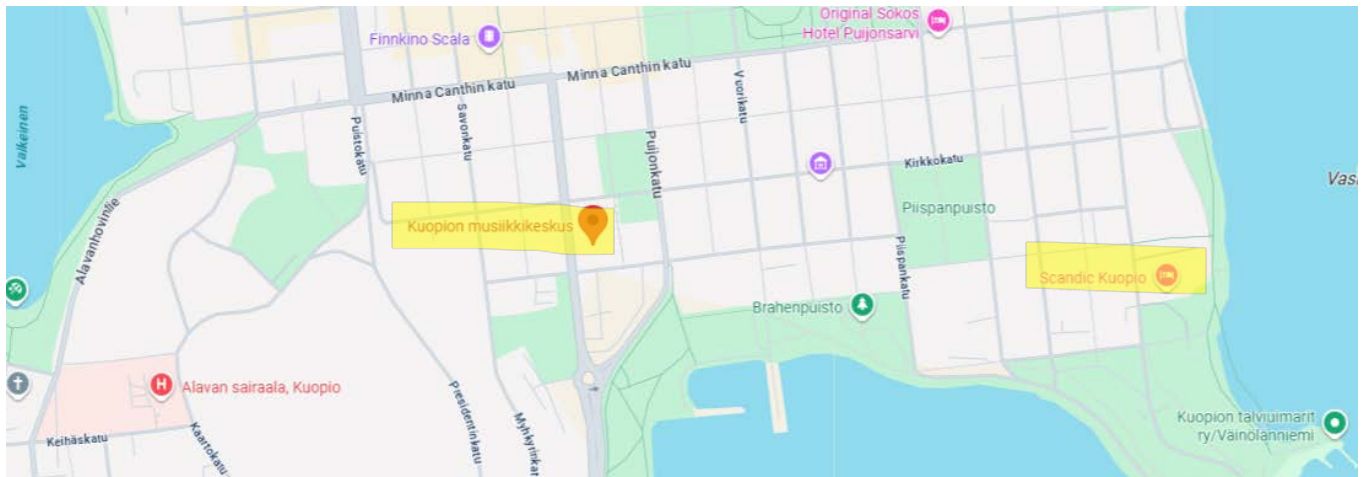 Original Sokos
Hotel Puijonsarvi
Finnkino Scala
Minna Canthin katu
Minna Canthin katu
Valkeinen
Puistokatu
Savonkatu
Puijonkatu
Vuorikatu
Kirkkokatu
Vas
Alavanhovintie
Kuopion musiikkikeskus
Piispanpuisto
Piispankatu
Scandic Kuopio
Brahenpuisto
Alavan sairaala, Kuopio
H
Presidentinkatu
Myhkyrinkat
Kuopion talviuimarit
ry/Väinölänniemi
Keihäskatu
Kaartokatu